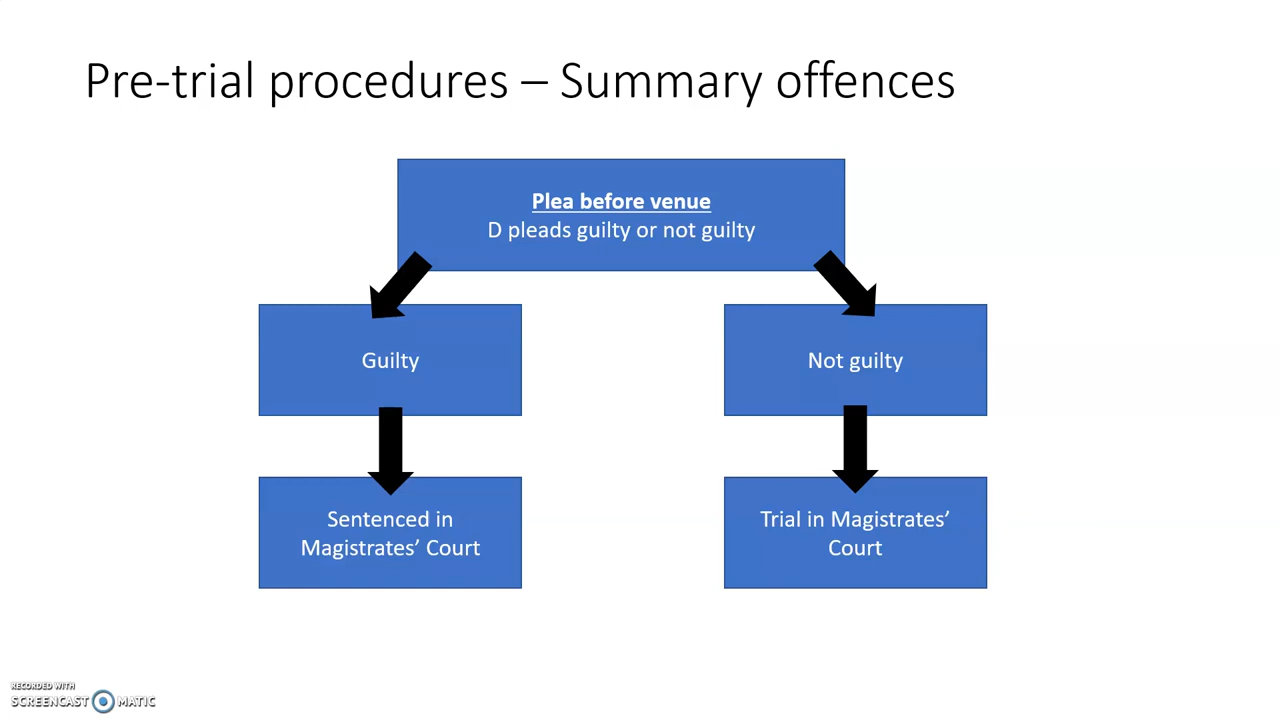 Pre-trial procedures – Summary offences
Plea before venue
D pleads guilty or not guilty
Guilty
Not guilty
Sentenced in
Magistrates’ Court
Trial in Magistrates’
Court
RECORDED WITH
SCREENCAST MATIC